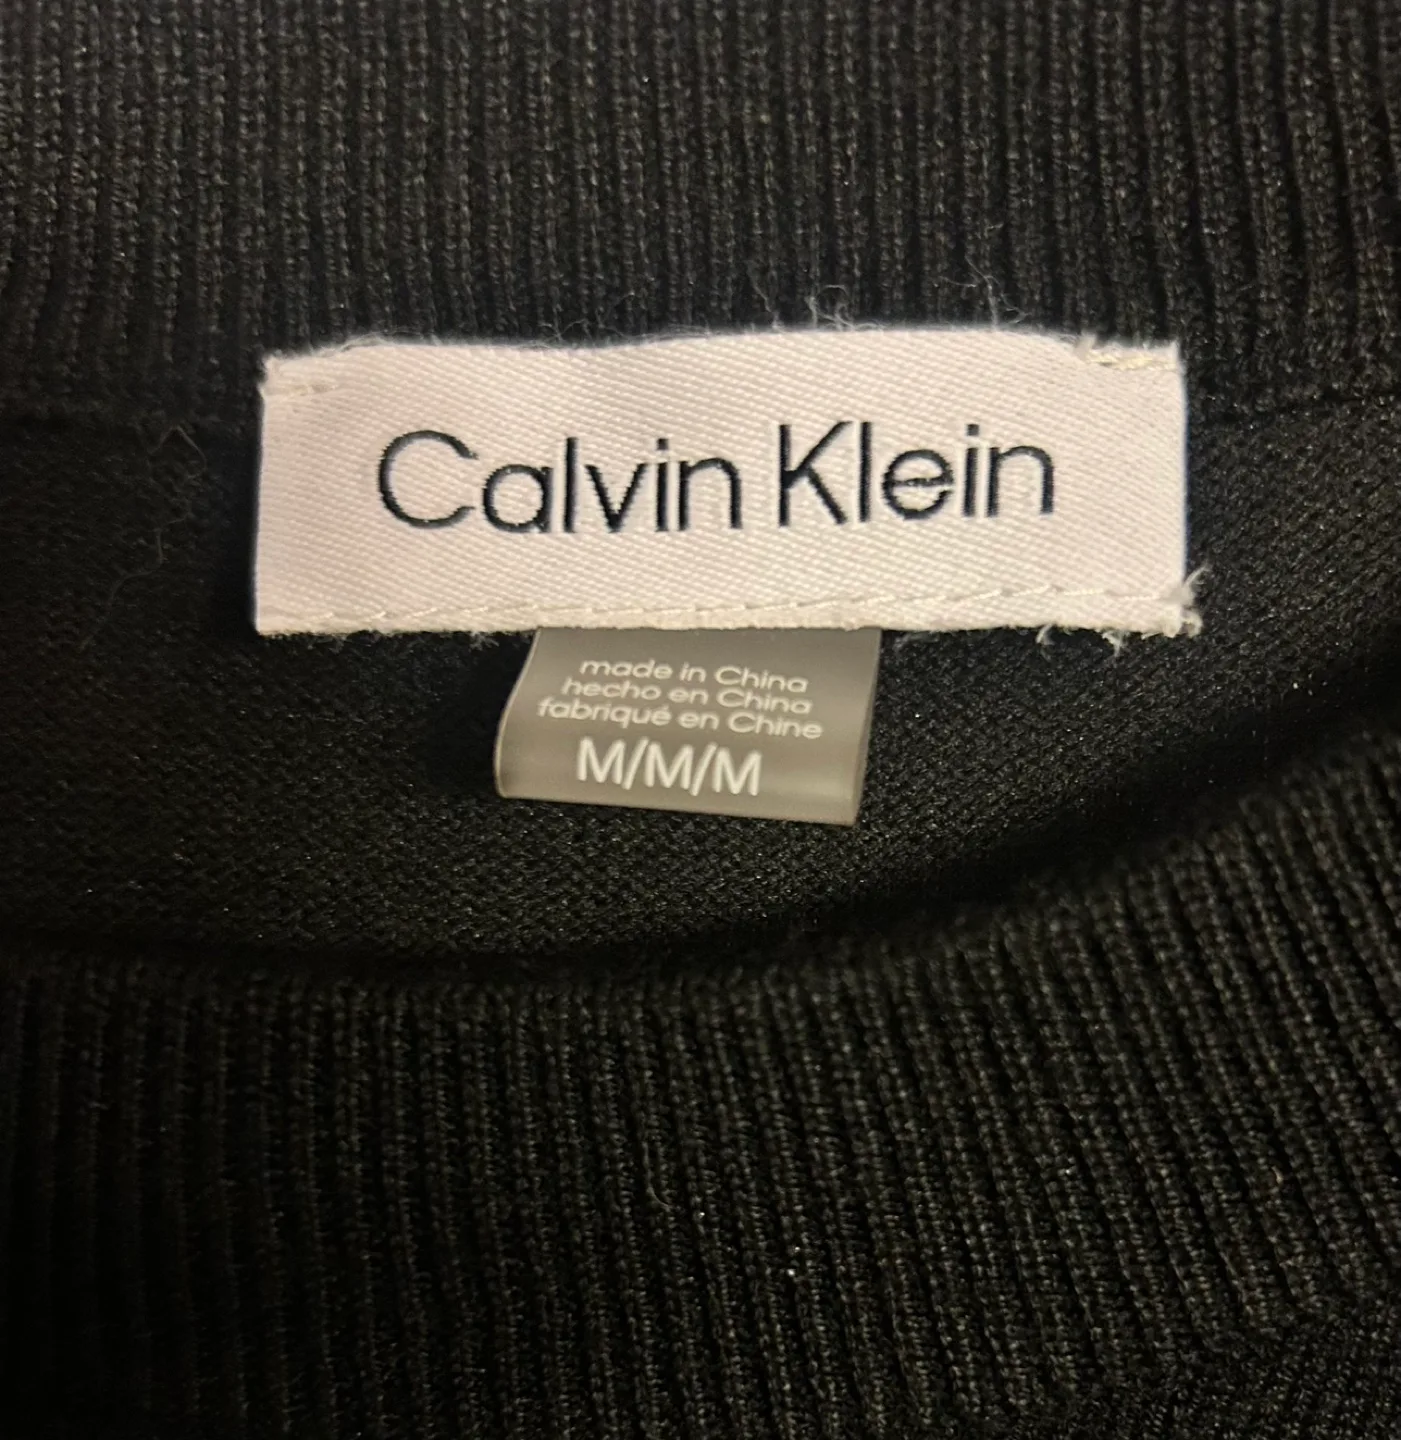 Calvin Klein
made in China
hecho en China
fabriqué en Chine
M/M/M